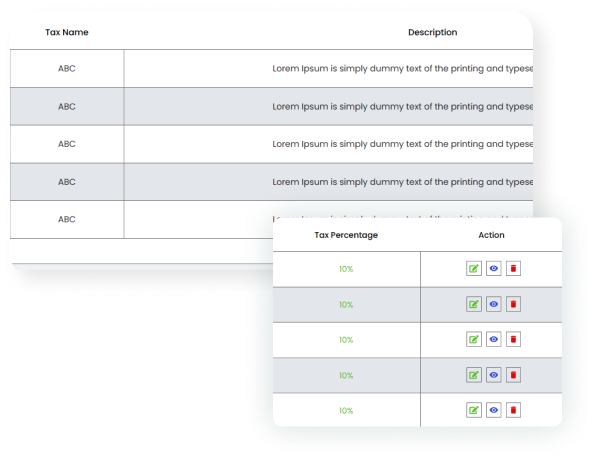 Tax Name Description
ABC Lorem Ipsum is simply dummy text of the printing and typese
ABC Lorem Ipsum is simply dummy text of the printing and typese
ABC Lorem Ipsum is simply dummy text of the printing and typese
ABC Lorem Ipsum is simply dummy text of the printing and typese
ABC
Tax Percentage Action
10%
10%
10%
10%
10%